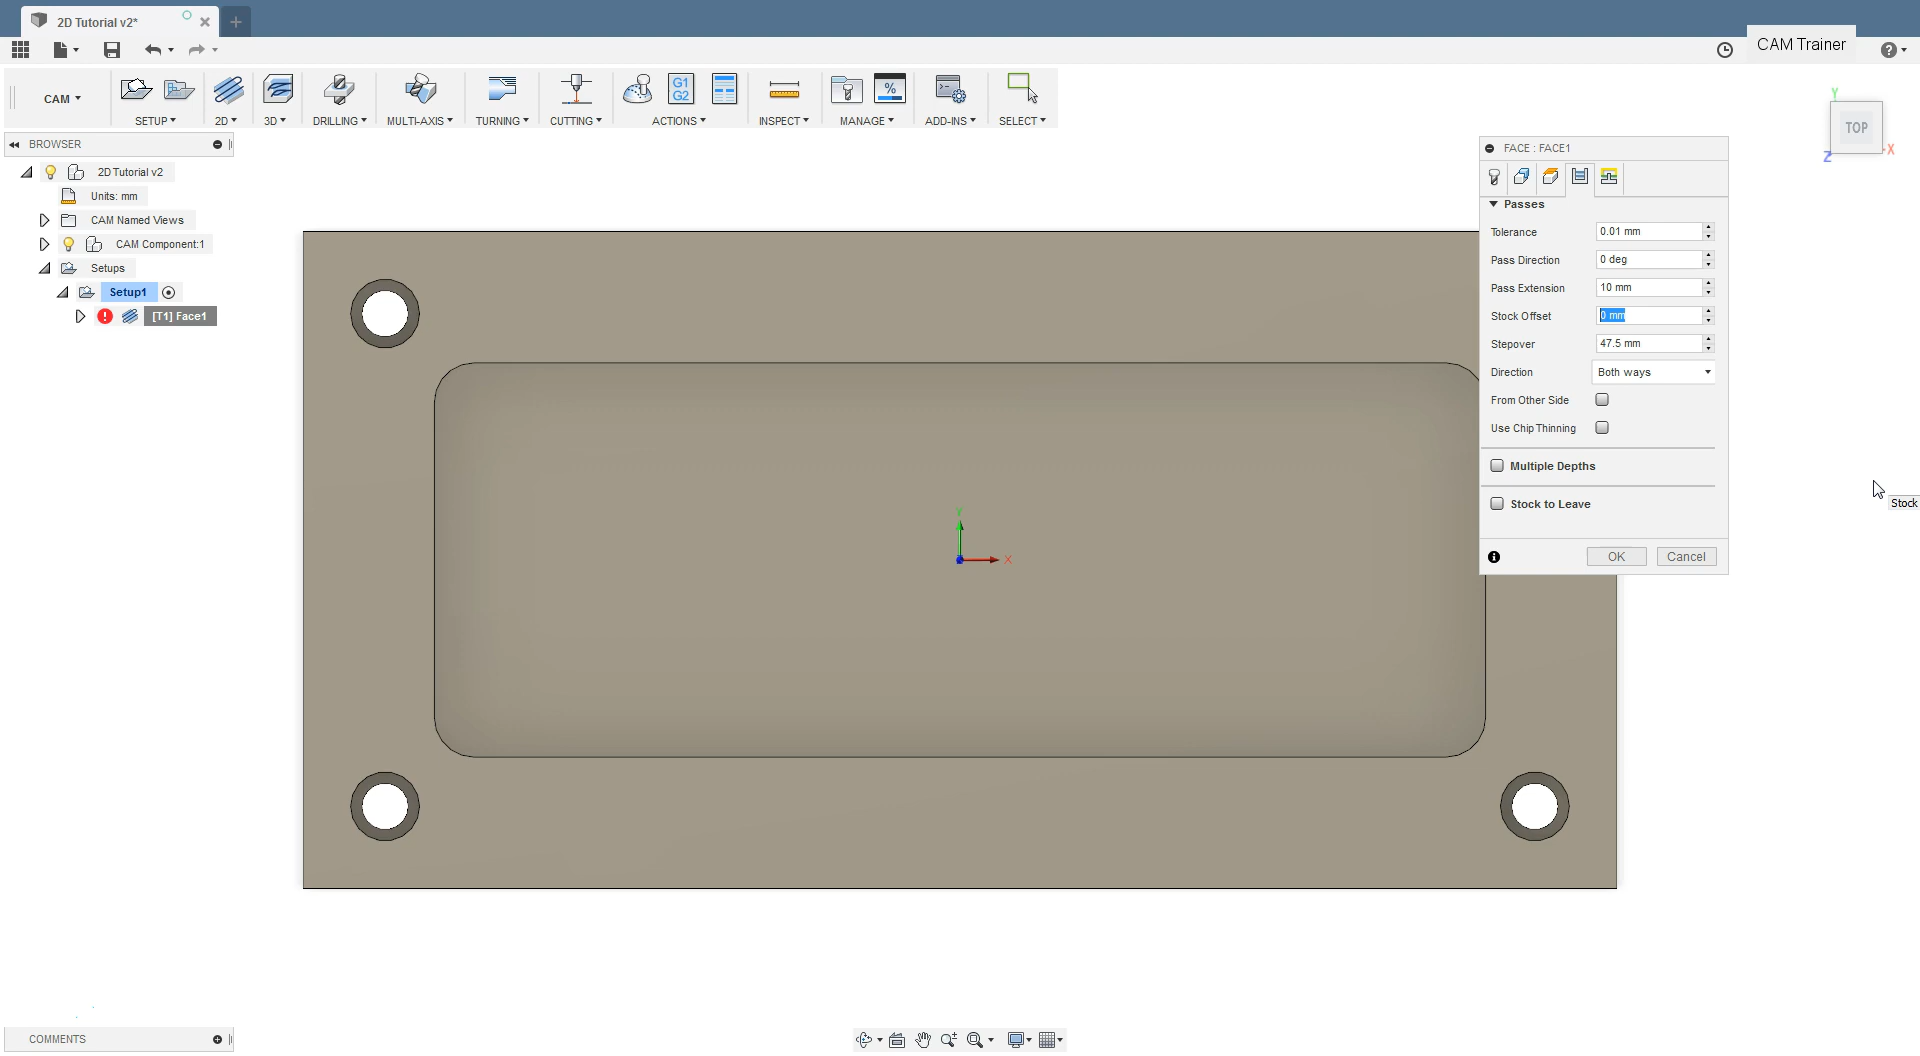 2D Tutorial v2*
CAM Trainer
CAM
G1
G2
%
SETUP
2D
3D
DRILLING
MULTI-AXIS
TURNING
CUTTING
ACTIONS
INSPECT
MANAGE
ADD-INS
SELECT
BROWSER
2D Tutorial v2
Units: mm
CAM Named Views
CAM Component:1
Setups
Setup1
[T1] Face1
Y
TOP
X
Z
FACE : FACE1
Passes
Tolerance 0.01 mm
Pass Direction 0 deg
Pass Extension 10 mm
Stock Offset 0 mm
Stepover 47.5 mm
Direction Both ways
From Other Side
Use Chip Thinning
Multiple Depths
Stock to Leave
OK Cancel
Stock
Y
X
COMMENTS